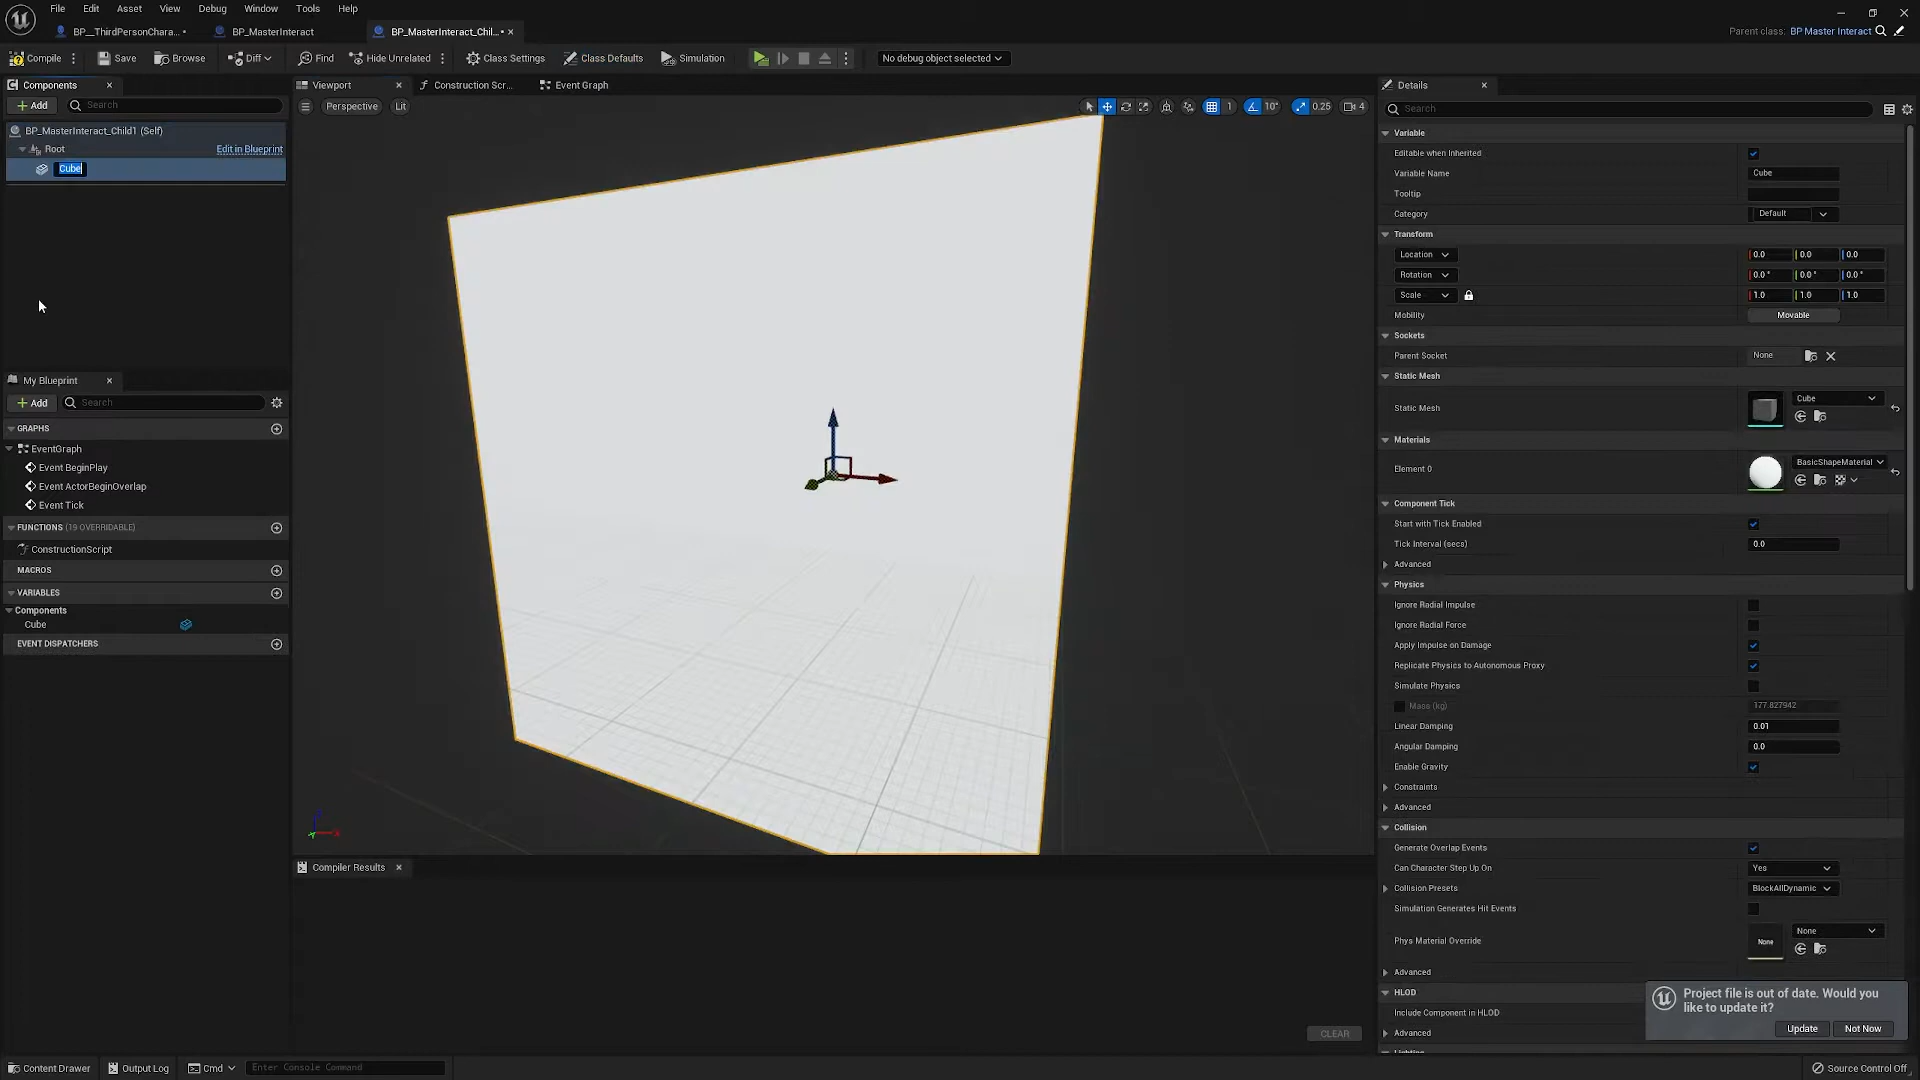 File Edit Asset View Debug Window Tools Help
BP_ThirdPersonChara... •
BP_MasterInteract
BP_MasterInteract_Chil... •
Parent class: BP Master Interact
Compile
Save
Browse
Diff
Find
Hide Unrelated
Class Settings
Class Defaults
Simulation
No debug object selected
Components
Add
Search
BP_MasterInteract_Child1 (Self)
Root
Edit in Blueprint
Cube
My Blueprint
Add
Search
GRAPHS
EventGraph
Event BeginPlay
Event ActorBeginOverlap
Event Tick
FUNCTIONS (19 OVERRIDABLE)
ConstructionScript
MACROS
VARIABLES
Components
Cube
EVENT DISPATCHERS
Viewport
Construction Scr...
Event Graph
Perspective
Lit
1
10°
0.25
4
Compiler Results
CLEAR
Details
Search
Variable
Editable when Inherited
Variable Name Cube
Tooltip
Category Default
Transform
Location 0.0 0.0 0.0
Rotation 0.0° 0.0° 0.0°
Scale 1.0 1.0 1.0
Mobility Movable
Sockets
Parent Socket None
Static Mesh
Static Mesh Cube
Materials
Element 0 BasicShapeMaterial
Component Tick
Start with Tick Enabled
Tick Interval (secs) 0.0
Advanced
Physics
Ignore Radial Impulse
Ignore Radial Force
Apply Impulse on Damage
Replicate Physics to Autonomous Proxy
Simulate Physics
Mass (kg) 177.827942
Linear Damping 0.01
Angular Damping 0.0
Enable Gravity
Constraints
Advanced
Collision
Generate Overlap Events
Can Character Step Up On Yes
Collision Presets BlockAllDynamic
Simulation Generates Hit Events
Phys Material Override None None
Advanced
HLOD
Include Component in HLOD
Advanced
Lighting
Project file is out of date. Would you
like to update it?
Update Not Now
Content Drawer
Output Log
Cmd
Enter Console Command
Source Control Off